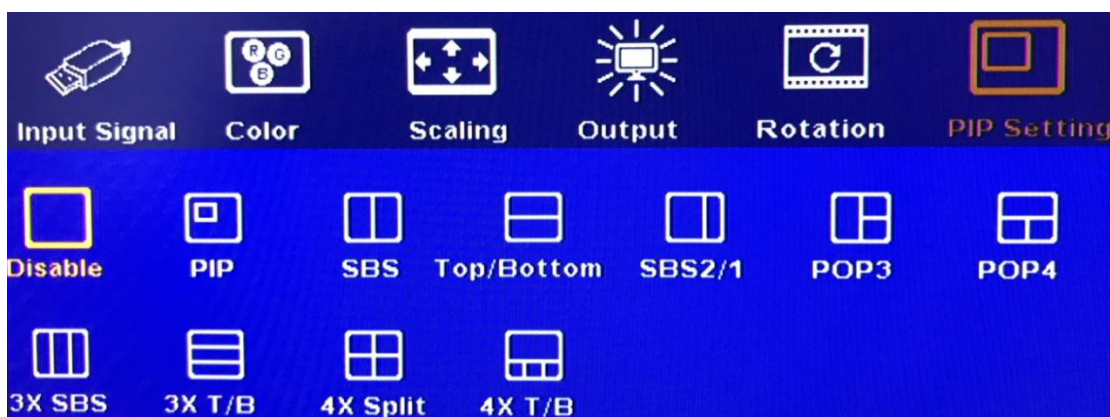 Input Signal Color Scaling Output Rotation PIP Setting
R G
B
Disable PIP SBS Top/Bottom SBS2/1 POP3 POP4
3X SBS 3X T/B 4X Split 4X T/B